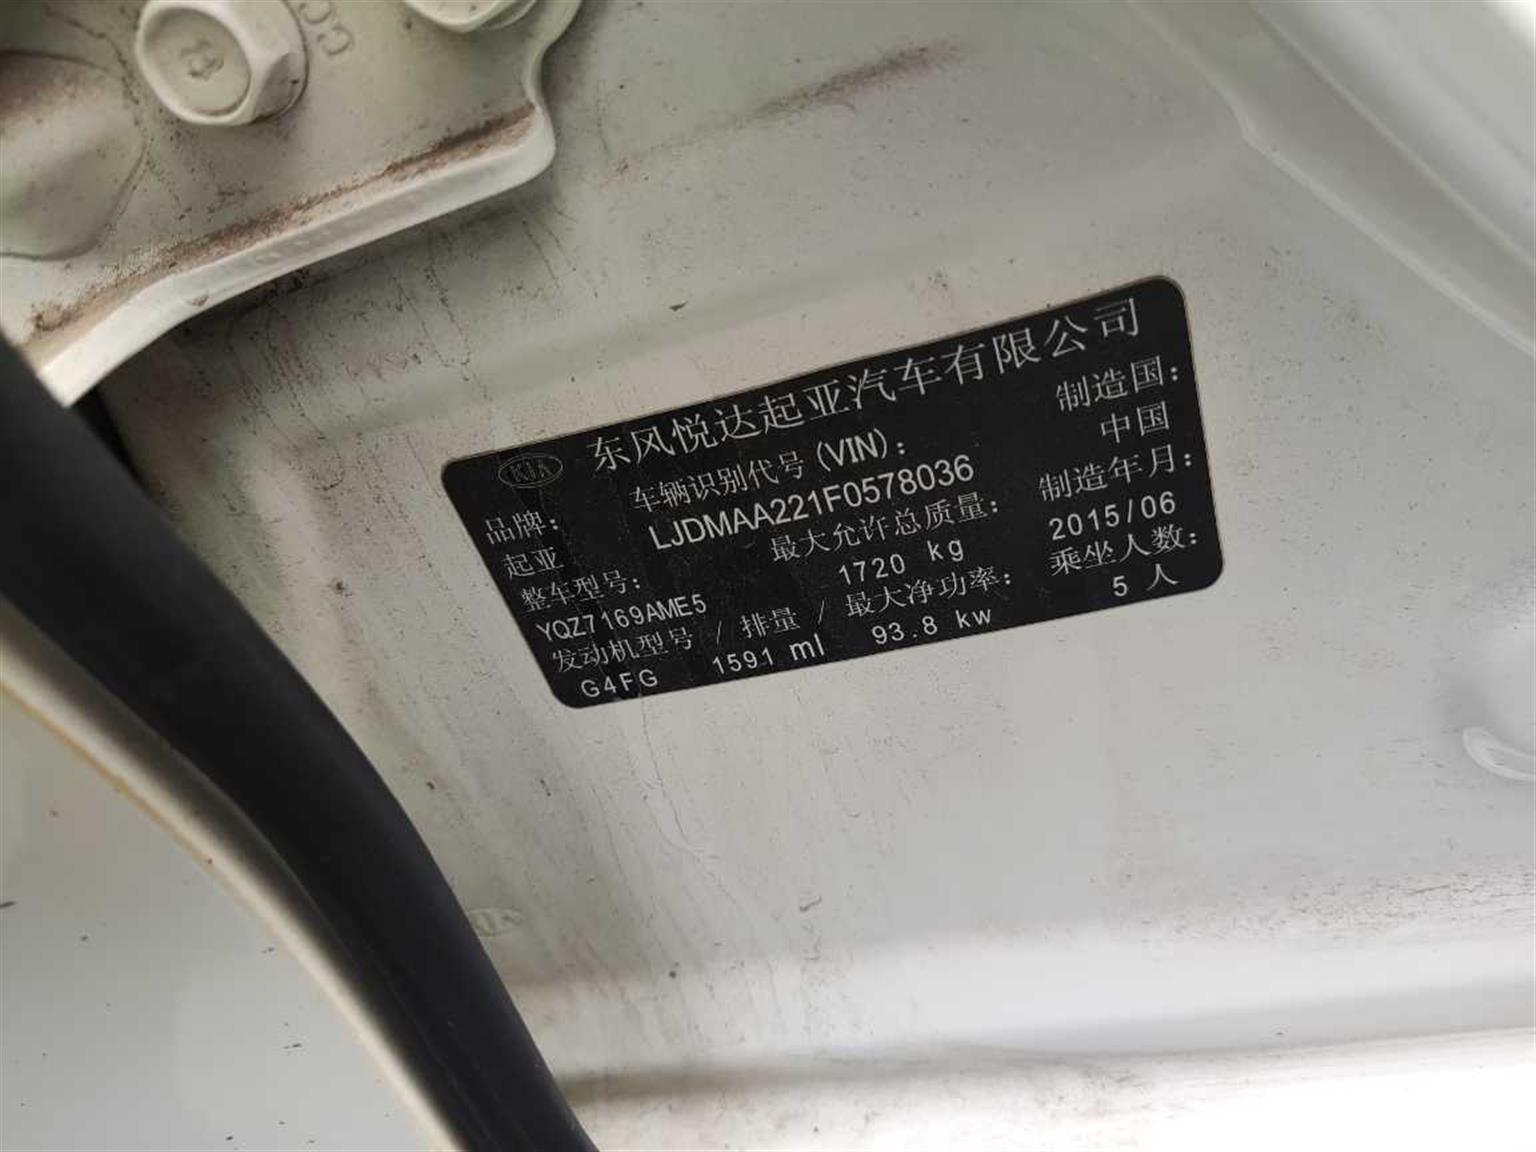 KIA 东风悦达起亚汽车有限公司
品牌： 车辆识别代号(VIN)： 制造国：
起亚 LJDMAA221F0578036 中国
整车型号： 最大允许总质量： 制造年月：
YQZ7169AME5 1720 kg 2015/06
发动机型号 / 排量 / 最大净功率： 乘坐人数：
G4FG 1591 ml 93.8 kw 5 人